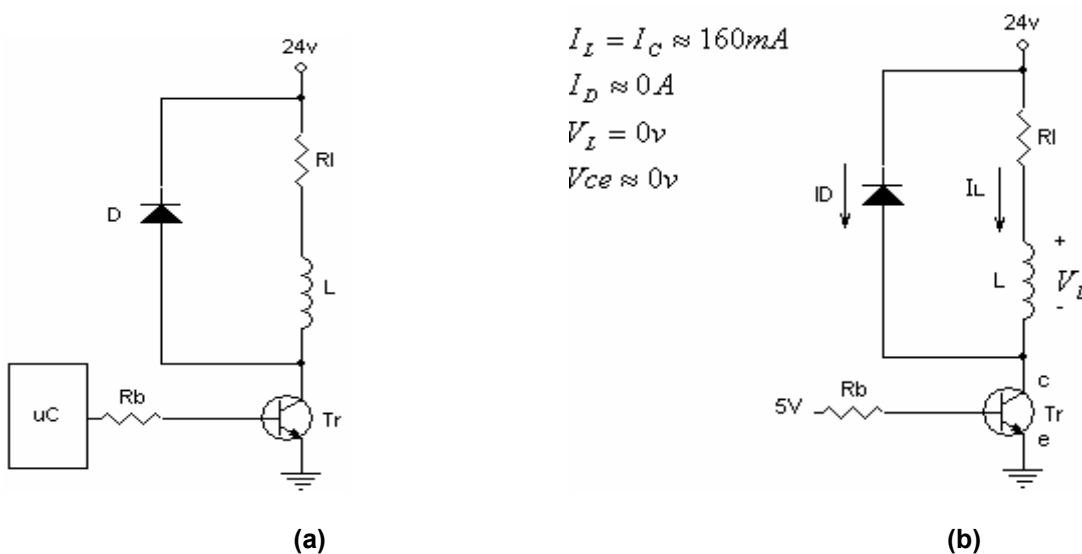 24v
Rl
D
L
uC
Rb
Tr
(a)
I_L = I_C ≈ 160mA
I_D ≈ 0A
V_L = 0v
Vce ≈ 0v
24v
Rl
ID
IL
+
L
V_L
-
5V
Rb
c
Tr
e
(b)